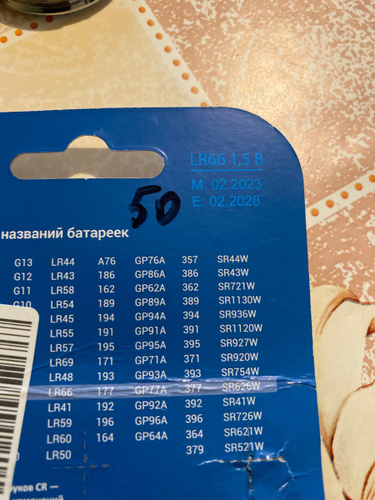 LR66 1,5 В
М: 02.2023
Е: 02.2028
50
названий батареек
G13 LR44 A76 GP76A 357 SR44W
G12 LR43 186 GP86A 386 SR43W
G11 LR58 162 GP62A 362 SR721W
G10 LR54 189 GP89A 389 SR1130W
LR45 194 GP94A 394 SR936W
LR55 191 GP91A 391 SR1120W
LR57 195 GP95A 395 SR927W
LR69 171 GP71A 371 SR920W
LR48 193 GP93A 393 SR754W
LR66 177 GP77A 377 SR626W
LR41 192 GP92A 392 SR41W
LR59 196 GP96A 396 SR726W
LR60 164 GP64A 364 SR621W
LR50 379 SR521W
CR —